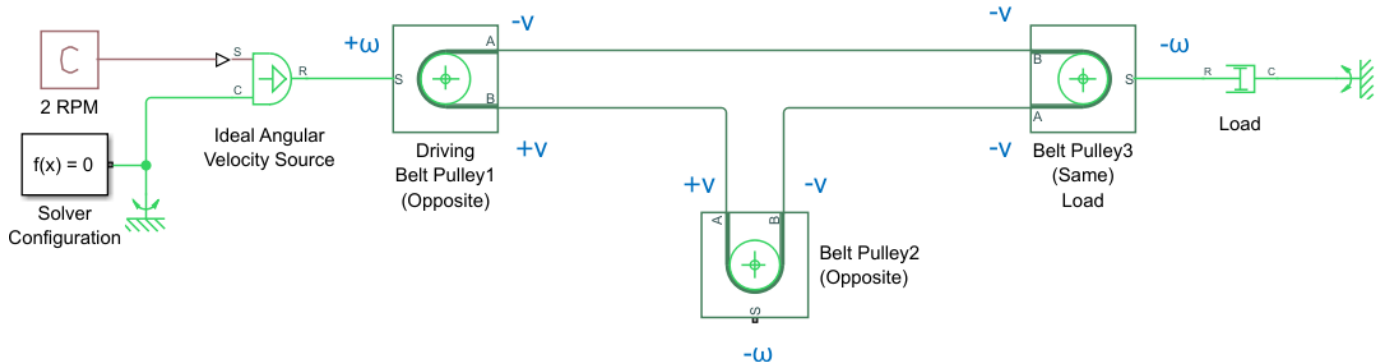 -v
-v
+ω
-ω
A
S
B
C
S
S
R
R
C
C
B
A
2 RPM
Ideal Angular
Velocity Source
Driving
Belt Pulley1
(Opposite)
+v
-v
Belt Pulley3
(Same)
Load
Load
f(x) = 0
Solver
Configuration
+v
-v
A
B
S
Belt Pulley2
(Opposite)
-ω